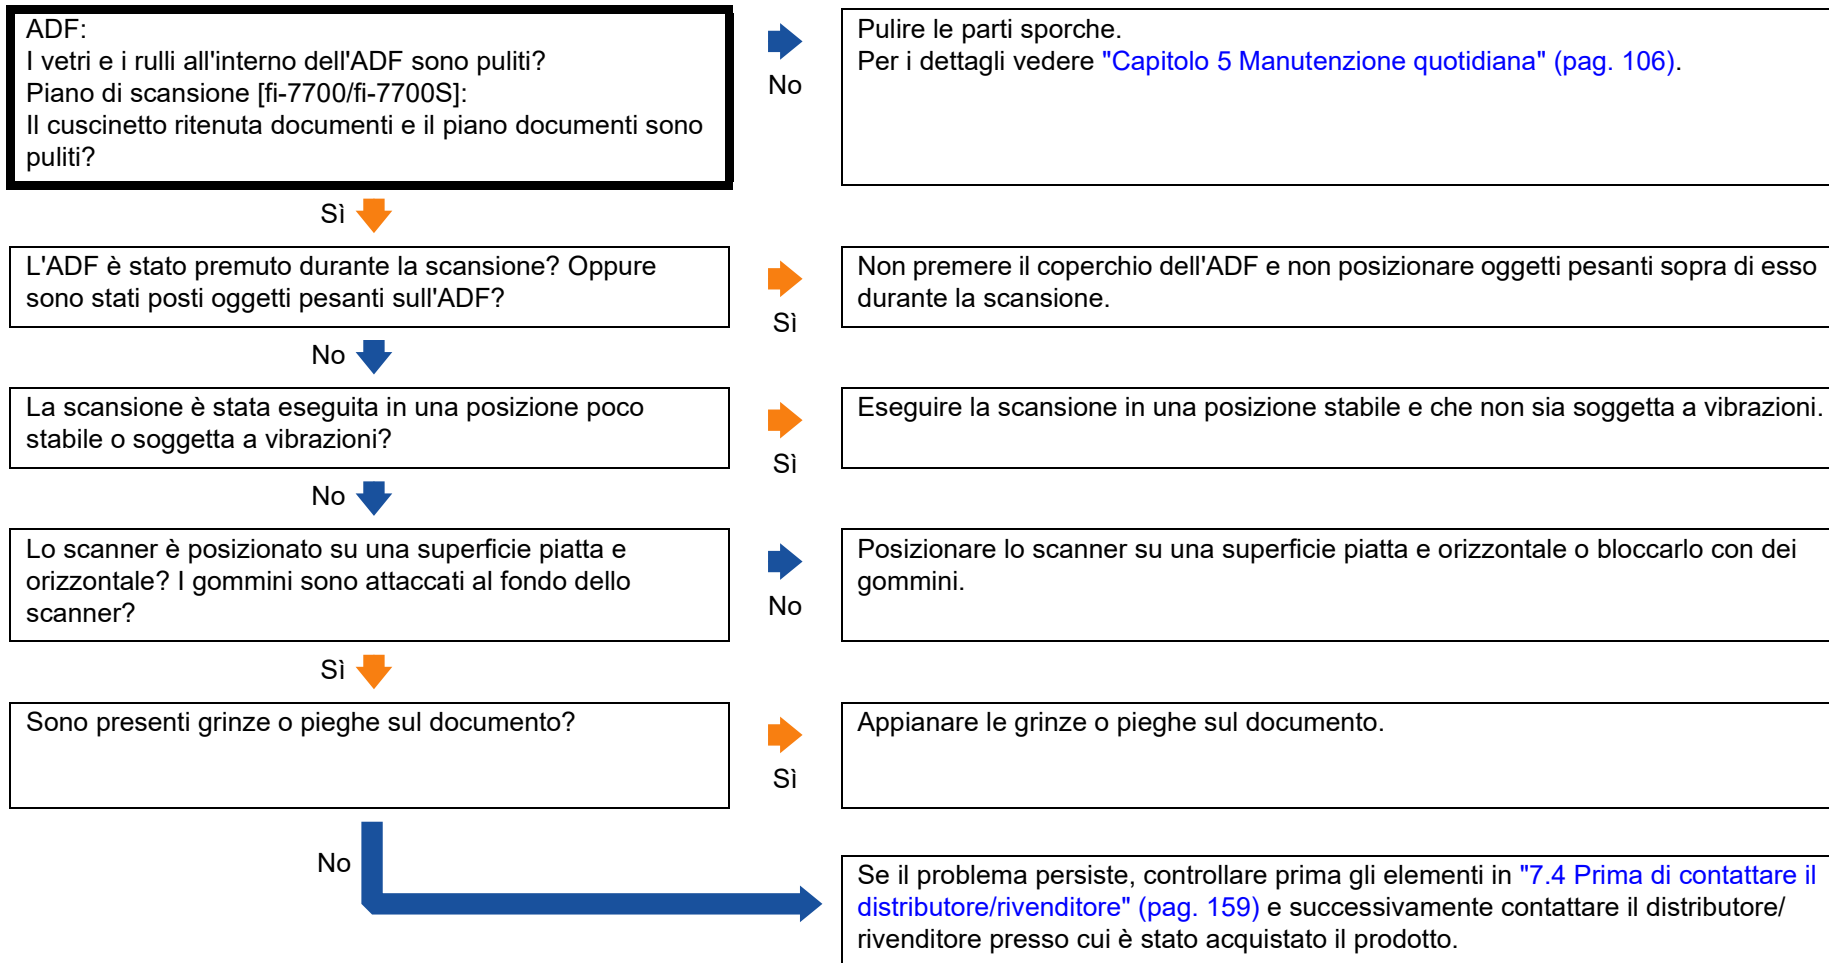 ADF:
I vetri e i rulli all'interno dell'ADF sono puliti?
Piano di scansione [fi-7700/fi-7700S]:
Il cuscinetto ritenuta documenti e il piano documenti sono
puliti?
No
Pulire le parti sporche.
Per i dettagli vedere "Capitolo 5 Manutenzione quotidiana" (pag. 106).
Sì
L'ADF è stato premuto durante la scansione? Oppure
sono stati posti oggetti pesanti sull'ADF?
Sì
Non premere il coperchio dell'ADF e non posizionare oggetti pesanti sopra di esso
durante la scansione.
No
La scansione è stata eseguita in una posizione poco
stabile o soggetta a vibrazioni?
Sì
Eseguire la scansione in una posizione stabile e che non sia soggetta a vibrazioni.
No
Lo scanner è posizionato su una superficie piatta e
orizzontale? I gommini sono attaccati al fondo dello
scanner?
No
Posizionare lo scanner su una superficie piatta e orizzontale o bloccarlo con dei
gommini.
Sì
Sono presenti grinze o pieghe sul documento?
Sì
Appianare le grinze o pieghe sul documento.
No
Se il problema persiste, controllare prima gli elementi in "7.4 Prima di contattare il
distributore/rivenditore" (pag. 159) e successivamente contattare il distributore/
rivenditore presso cui è stato acquistato il prodotto.